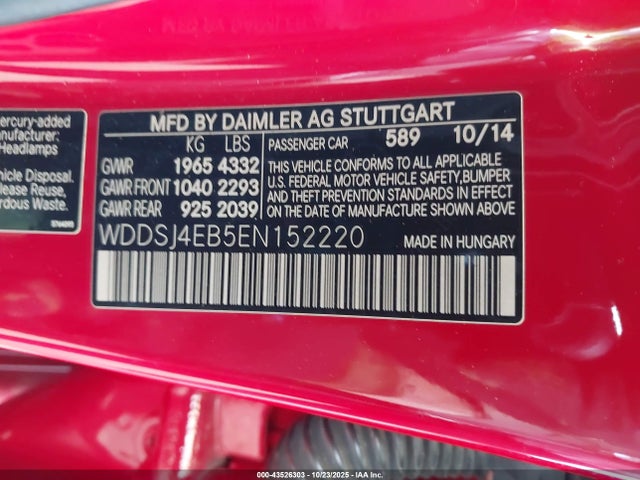 MFD BY DAIMLER AG STUTTGART
KG LBS
GVWR 1965 4332
GAWR FRONT 1040 2293
GAWR REAR 925 2039
PASSENGER CAR 589 10/14
THIS VEHICLE CONFORMS TO ALL APPLICABLE
U.S. FEDERAL MOTOR VEHICLE SAFETY,BUMPER
AND THEFT PREVENTION STANDARDS IN EFFECT
ON THE DATE OF MANUFACTURE SHOWN ABOVE.
WDDSJ4EB5EN152220 MADE IN HUNGARY
ercury-added
manufacturer:
Headlamps
hicle Disposal.
lease Reuse,
rdous Waste.
000-43526303 - 10/23/2025 - IAA Inc.